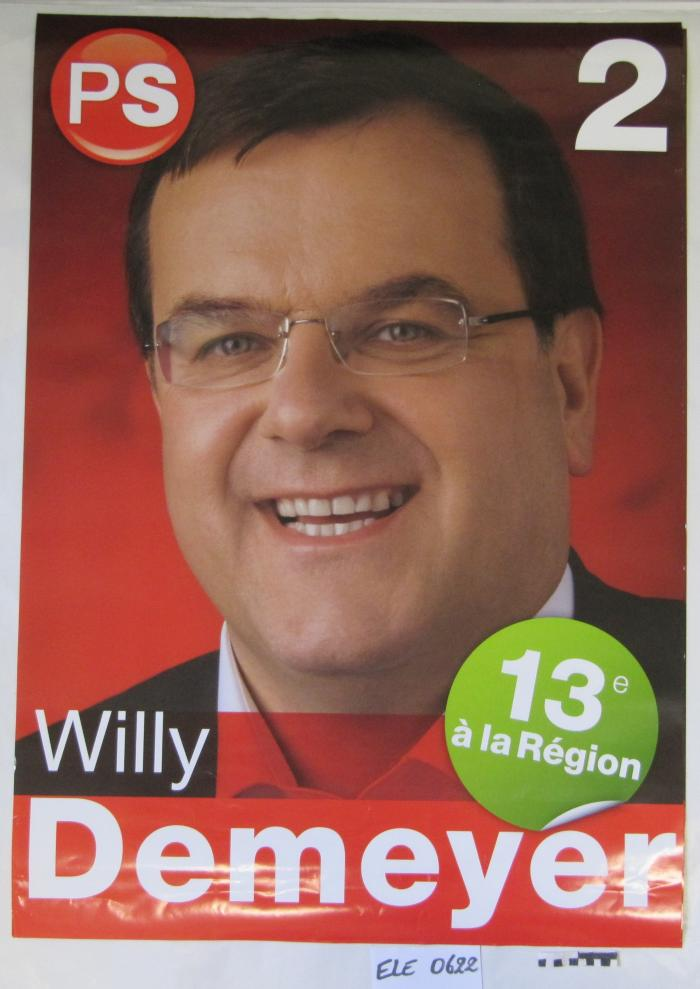 PS
2
13e
à la Région
Willy
Demeyer
ELE 0622